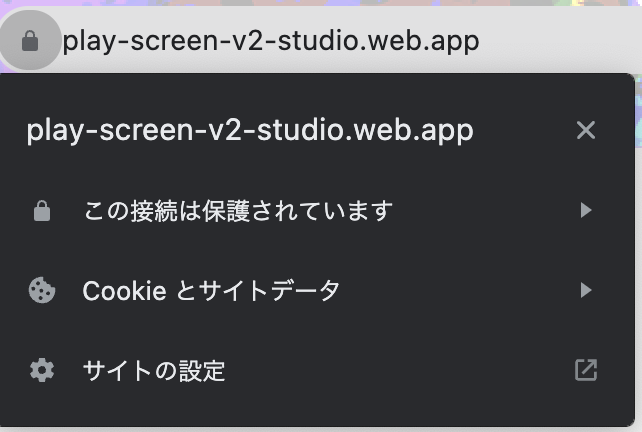 play-screen-v2-studio.web.app
play-screen-v2-studio.web.app
この接続は保護されています
Cookie とサイトデータ
サイトの設定